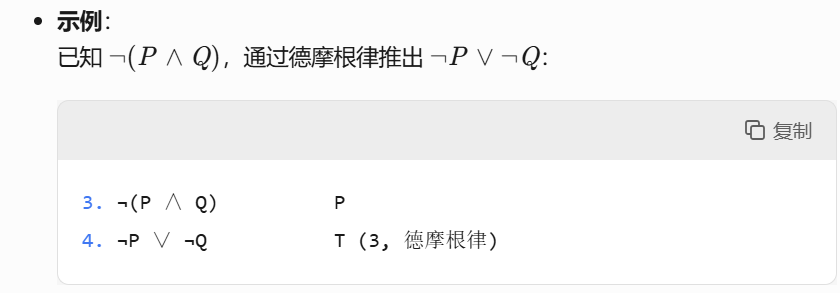 示例：
已知 ¬(P ∧ Q)，通过德摩根律推出 ¬P ∨ ¬Q：
复制
3. ¬(P ∧ Q) P
4. ¬P ∨ ¬Q T (3, 德摩根律)